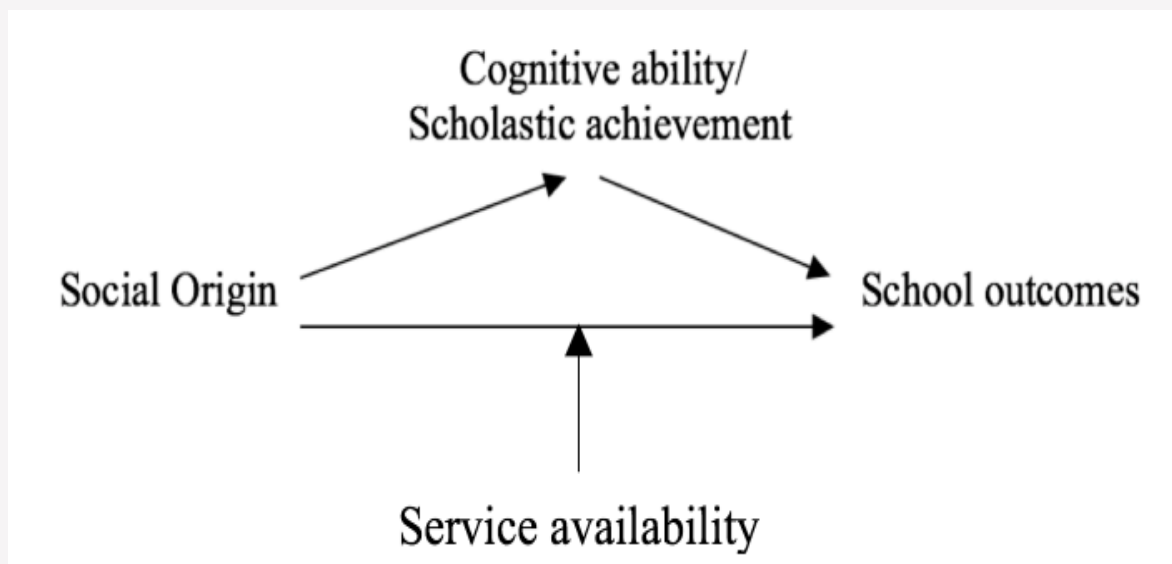 Cognitive ability/
Scholastic achievement
Social Origin
School outcomes
Service availability